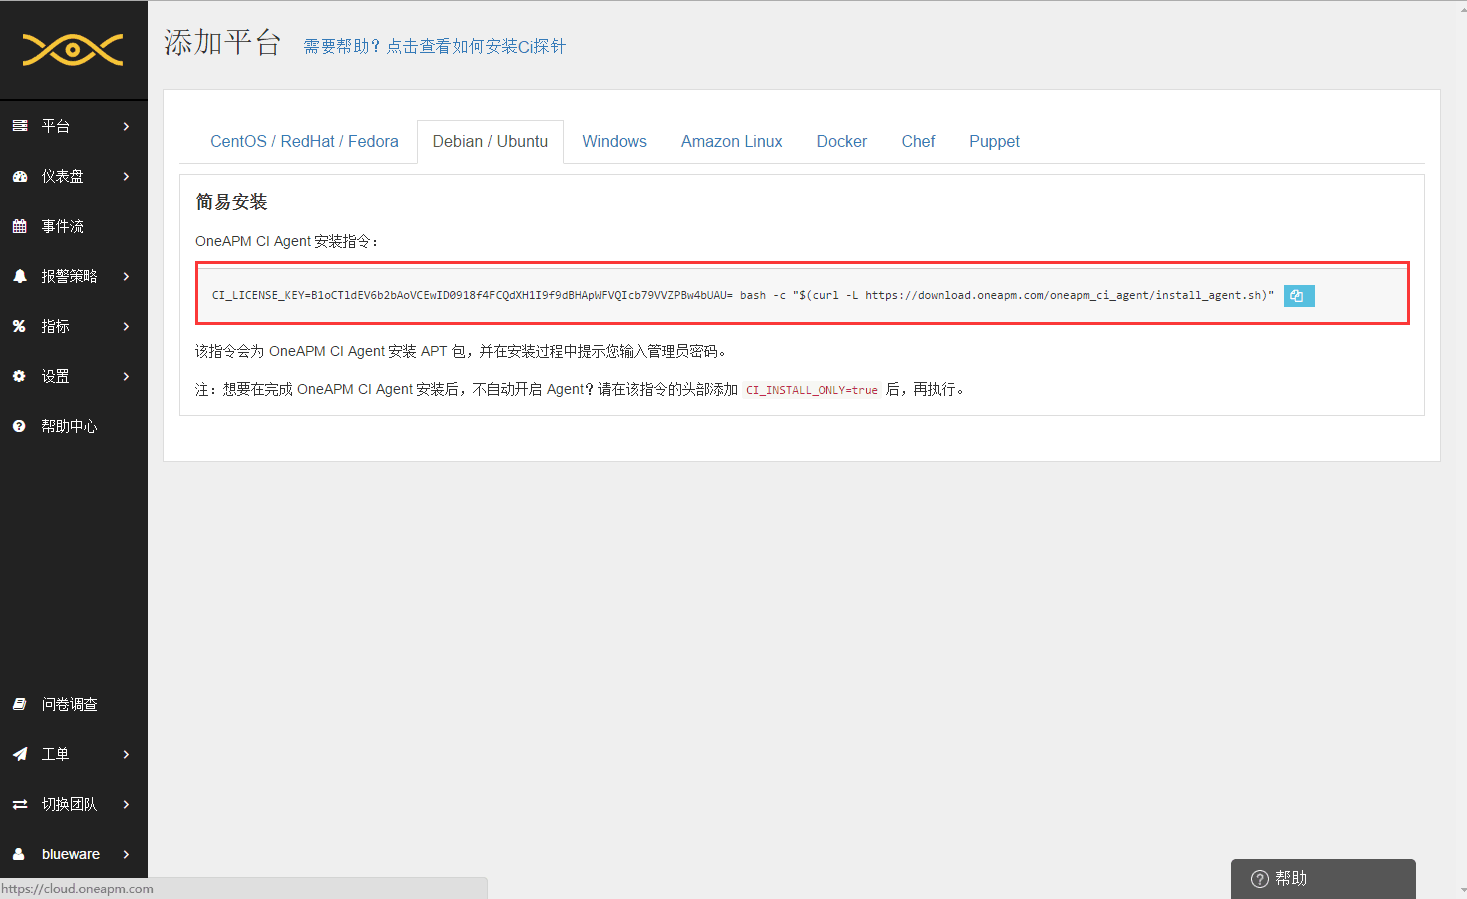 添加平台 需要帮助？点击查看如何安装Ci探针
平台
仪表盘
事件流
报警策略
指标
设置
帮助中心
CentOS / RedHat / Fedora Debian / Ubuntu Windows Amazon Linux Docker Chef Puppet
简易安装
OneAPM CI Agent 安装指令：
CI_LICENSE_KEY=B1oCTldEV6b2bAoVCEwID0918f4FCQdXH1I9f9dBHApWFVQIcb79VVZPBw4bUAU= bash -c "$(curl -L https://download.oneapm.com/oneapm_ci_agent/install_agent.sh)"
该指令会为 OneAPM CI Agent 安装 APT 包，并在安装过程中提示您输入管理员密码。
注：想要在完成 OneAPM CI Agent 安装后，不自动开启 Agent？请在该指令的头部添加 CI_INSTALL_ONLY=true 后，再执行。
问卷调查
工单
切换团队
blueware
https://cloud.oneapm.com
帮助